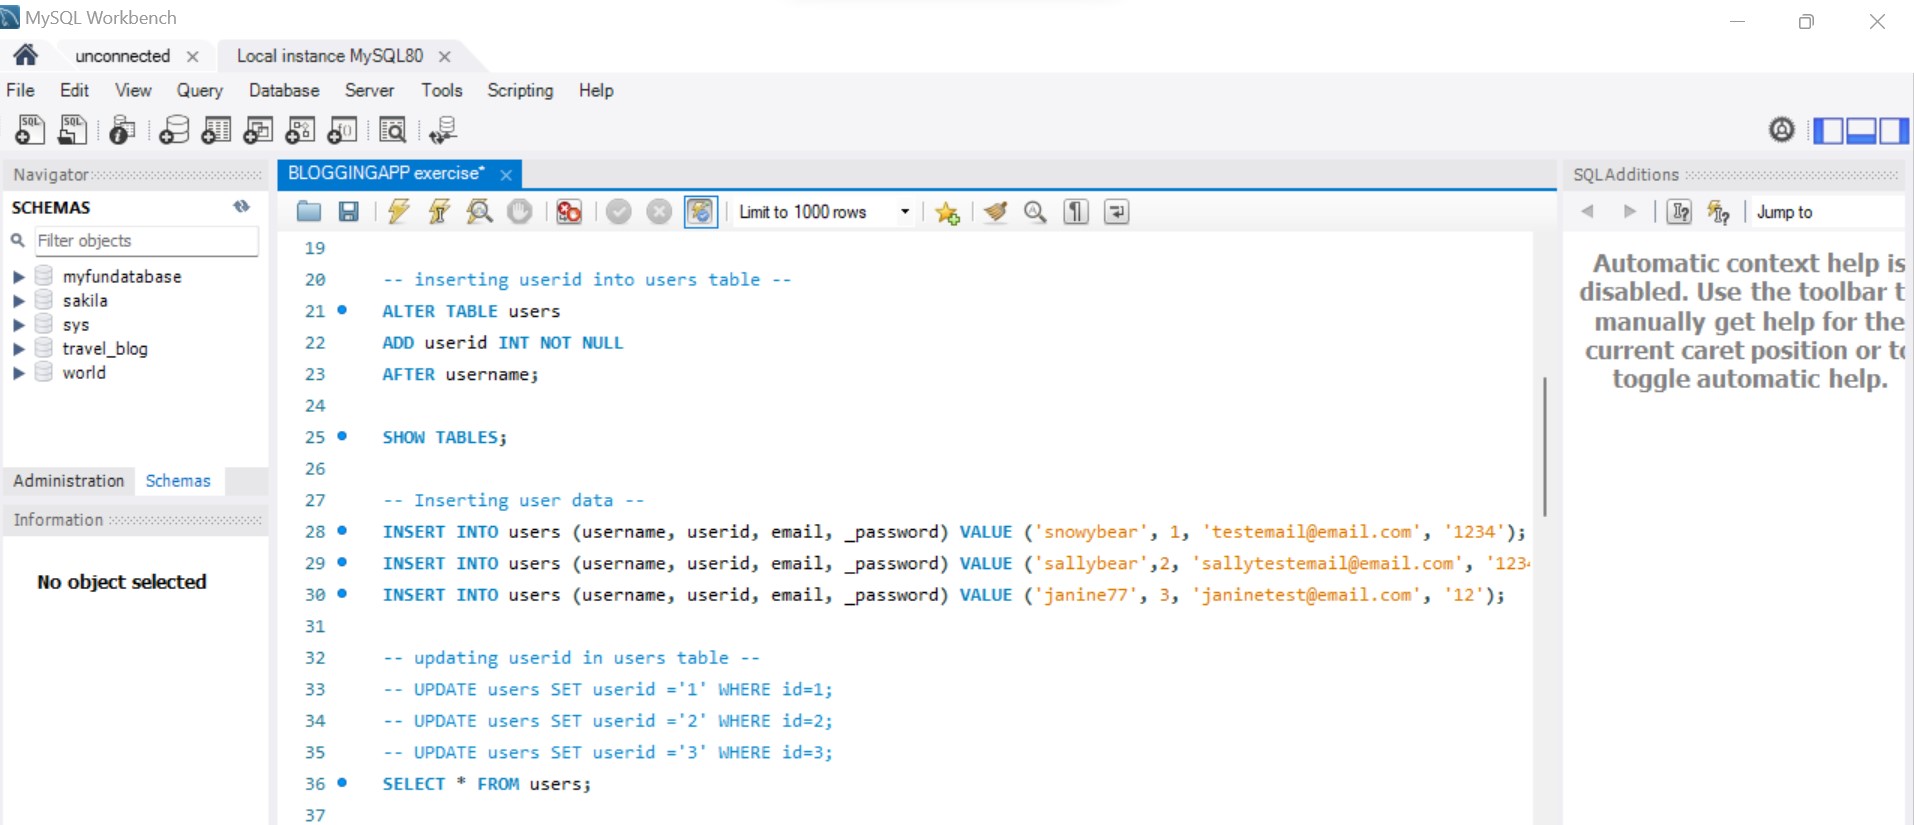 MySQL Workbench
unconnected
Local instance MySQL80
File Edit View Query Database Server Tools Scripting Help
Navigator
SCHEMAS
Filter objects
myfundatabase
sakila
sys
travel_blog
world
Administration Schemas
Information
No object selected
BLOGGINGAPP exercise*
Limit to 1000 rows
19
20 -- inserting userid into users table --
21 ALTER TABLE users
22 ADD userid INT NOT NULL
23 AFTER username;
24
25 SHOW TABLES;
26
27 -- Inserting user data --
28 INSERT INTO users (username, userid, email, _password) VALUE ('snowybear', 1, 'testemail@email.com', '1234');
29 INSERT INTO users (username, userid, email, _password) VALUE ('sallybear',2, 'sallytestemail@email.com', '123
30 INSERT INTO users (username, userid, email, _password) VALUE ('janine77', 3, 'janinetest@email.com', '12');
31
32 -- updating userid in users table --
33 -- UPDATE users SET userid ='1' WHERE id=1;
34 -- UPDATE users SET userid ='2' WHERE id=2;
35 -- UPDATE users SET userid ='3' WHERE id=3;
36 SELECT * FROM users;
37
SQLAdditions
Jump to
Automatic context help is
disabled. Use the toolbar t
manually get help for the
current caret position or to
toggle automatic help.